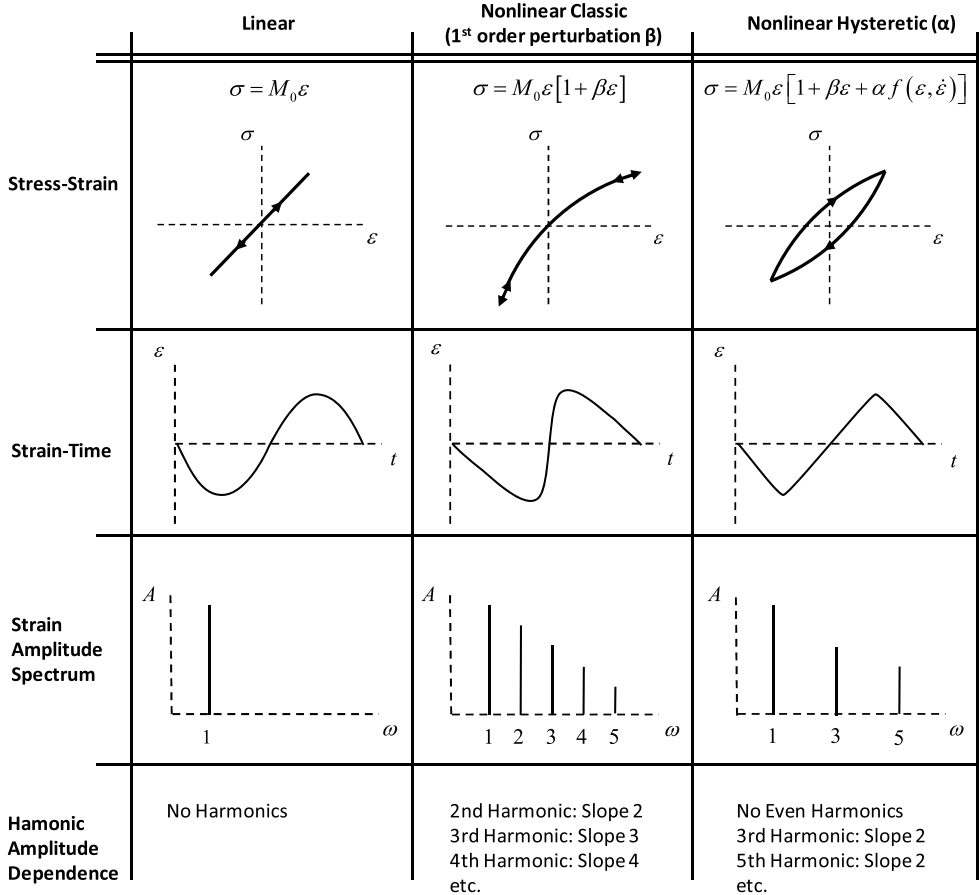 Linear
Nonlinear Classic
(1st order perturbation β)
Nonlinear Hysteretic (α)
Stress-Strain
σ = M₀ε
σ
ε
σ = M₀ε[1 + βε]
σ
ε
σ = M₀ε[1 + βε + αf(ε, ε̇)]
σ
ε
Strain-Time
ε
t
ε
t
ε
t
Strain
Amplitude
Spectrum
A
1
ω
A
1 2 3 4 5
ω
A
1 3 5
ω
Hamonic
Amplitude
Dependence
No Harmonics
2nd Harmonic: Slope 2
3rd Harmonic: Slope 3
4th Harmonic: Slope 4
etc.
No Even Harmonics
3rd Harmonic: Slope 2
5th Harmonic: Slope 2
etc.